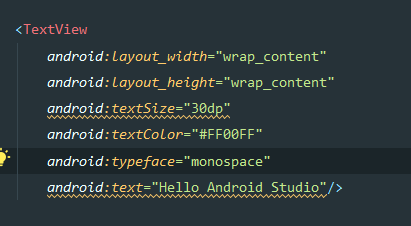 <TextView
android:layout_width="wrap_content"
android:layout_height="wrap_content"
android:textSize="30dp"
android:textColor="#FF00FF"
android:typeface="monospace"
android:text="Hello Android Studio"/>